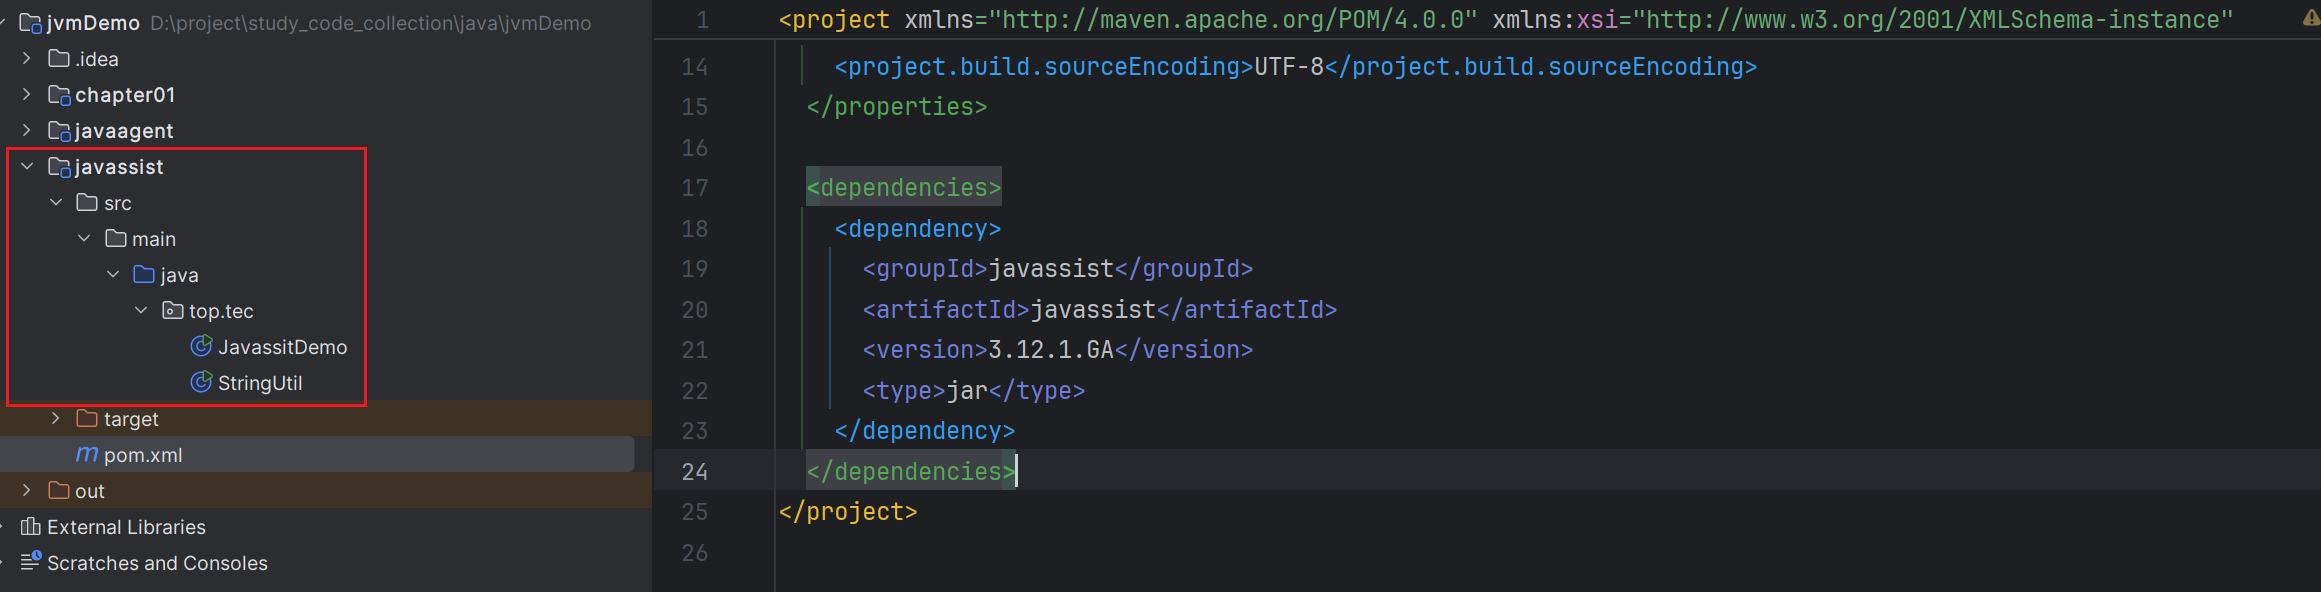 jvmDemo D:\project\study_code_collection\java\jvmDemo
.idea
chapter01
javaagent
javassist
src
main
java
top.tec
JavassitDemo
StringUtil
target
pom.xml
out
External Libraries
Scratches and Consoles
1 <project xmlns="http://maven.apache.org/POM/4.0.0" xmlns:xsi="http://www.w3.org/2001/XMLSchema-instance"
14 <project.build.sourceEncoding>UTF-8</project.build.sourceEncoding>
15 </properties>
16
17 <dependencies>
18 <dependency>
19 <groupId>javassist</groupId>
20 <artifactId>javassist</artifactId>
21 <version>3.12.1.GA</version>
22 <type>jar</type>
23 </dependency>
24 </dependencies>
25 </project>
26